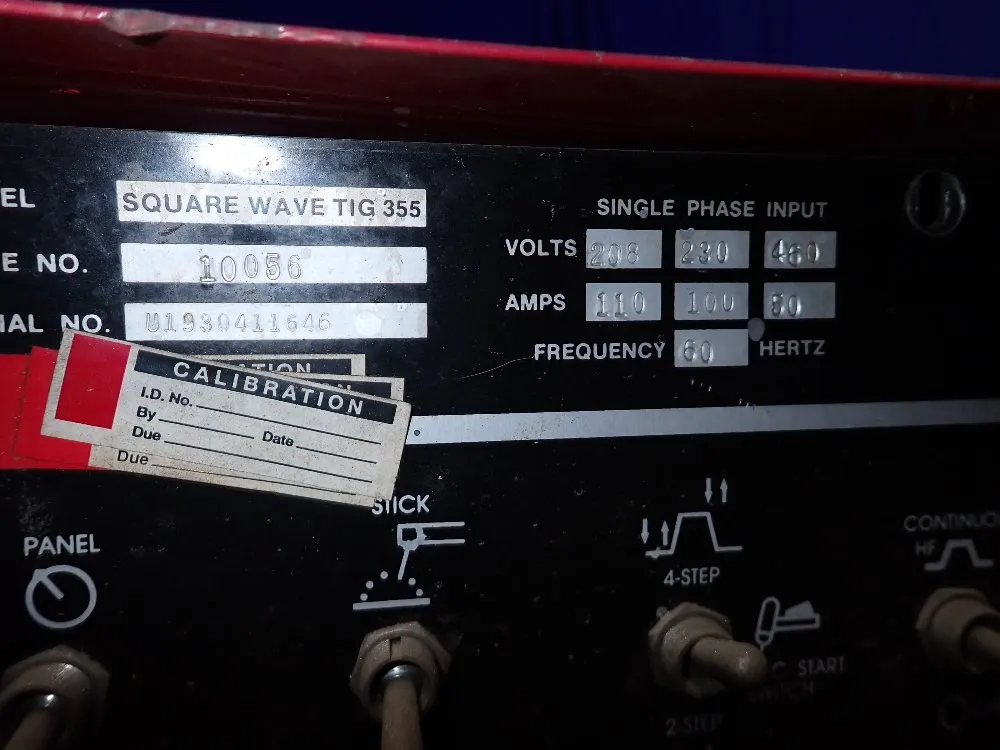 EL SQUARE WAVE TIG 355
E NO. 10056
IAL NO. U1930411646
SINGLE PHASE INPUT
VOLTS 208 230 460
AMPS 110 100 50
FREQUENCY 60 HERTZ
CALIBRATION
I.D. No.
By
Due Date
Due
PANEL
STICK
4-STEP
CONTINUO
HF
START
2-STEP